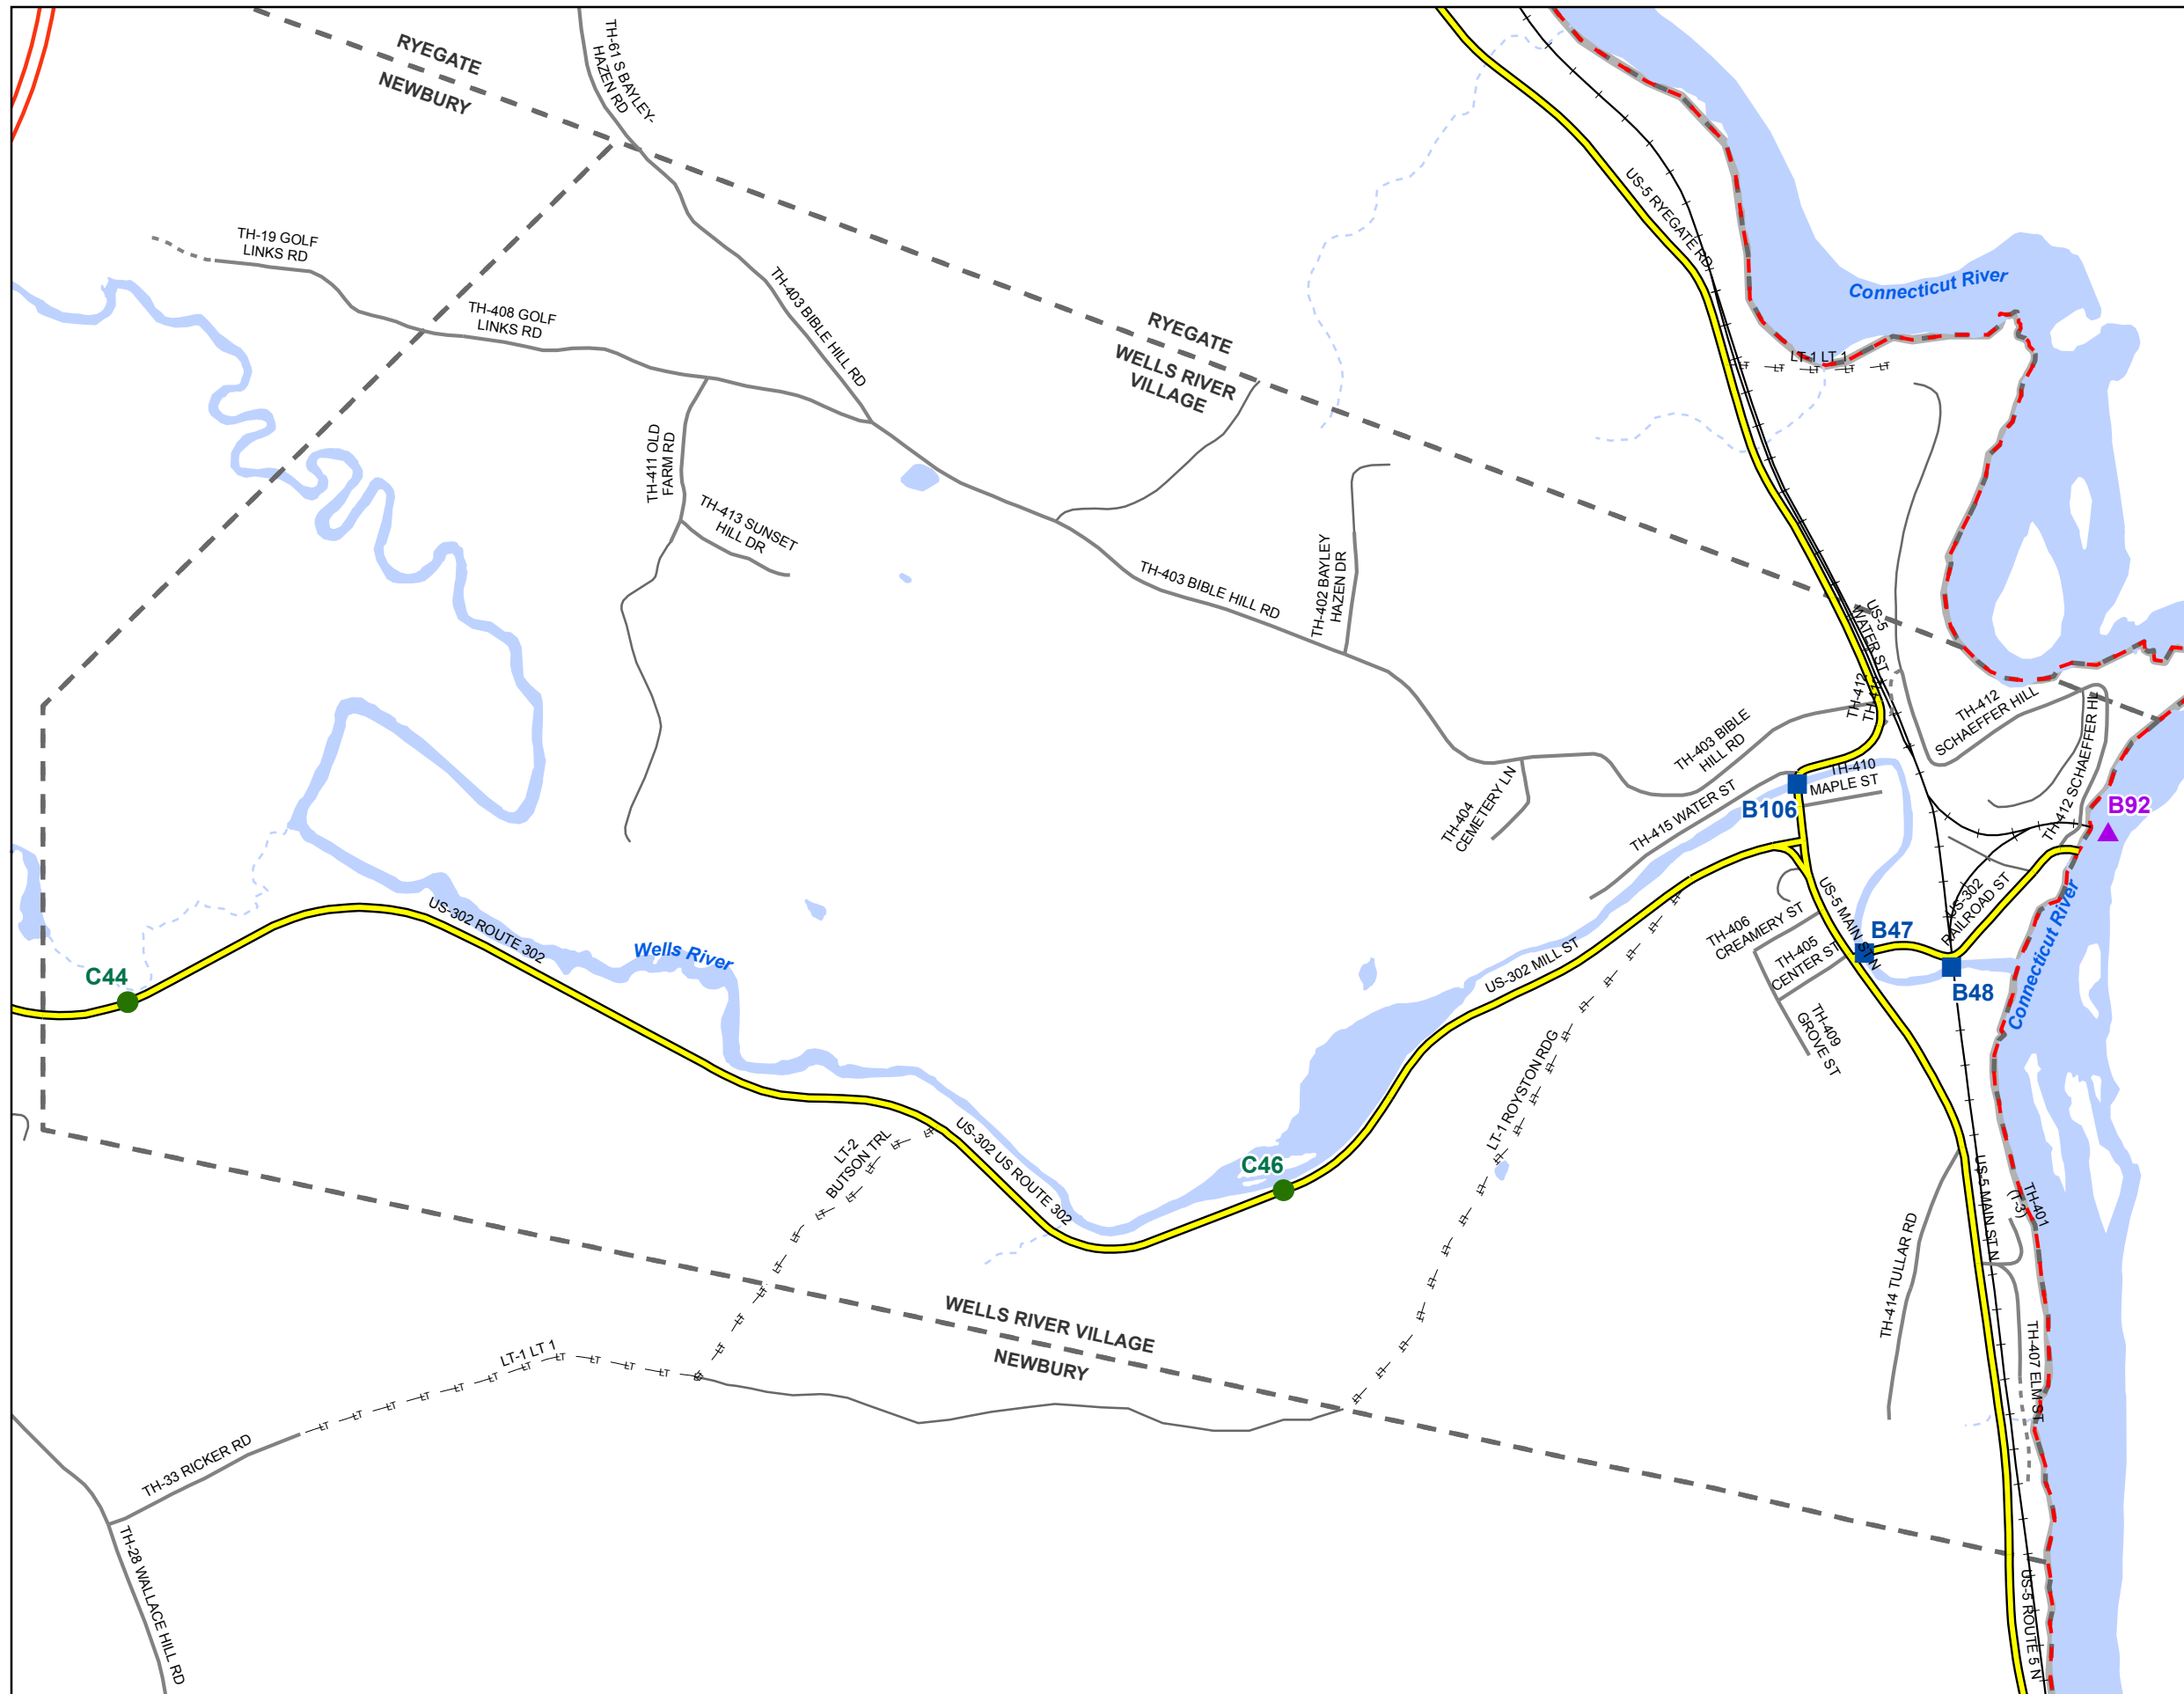 RYEGATE
NEWBURY
TH-61 S BAYLEY-
HAZEN RD
TH-19 GOLF
LINKS RD
TH-408 GOLF
LINKS RD
TH-403 BIBLE HILL RD
US-5 RYEGATE RD
Connecticut River
RYEGATE
WELLS RIVER
VILLAGE
LT-1 LT 1
TH-411 OLD
FARM RD
TH-413 SUNSET
HILL DR
TH-403 BIBLE HILL RD
TH-402 BAYLEY
HAZEN DR
US-5
WATER ST
TH-412
SCHAEFFER HILL
TH-412
TH-403 BIBLE
HILL RD
TH-410
MAPLE ST
TH-412 SCHAEFFER HIL
B92
B106
TH-415 WATER ST
TH-404
CEMETERY LN
US-302
RAILROAD ST
US-5 MAIN ST N
B47
TH-406
CREAMERY ST
TH-405
CENTER ST
US-302 ROUTE 302
Wells River
US-302 MILL ST
C44
B48
Connecticut River
TH-409
GROVE ST
LT-1 ROYSTON RDG
LT-2
BUTSON TRL
US-302 US ROUTE 302
C46
US-5 MAIN ST N
TH-401
(T-3)
TH-414 TULLAR RD
WELLS RIVER VILLAGE
NEWBURY
LT-1 LT 1
TH-407 ELM ST
TH-33 RICKER RD
TH-28 WALLACE HILL RD
US-5 ROUTE 5 N